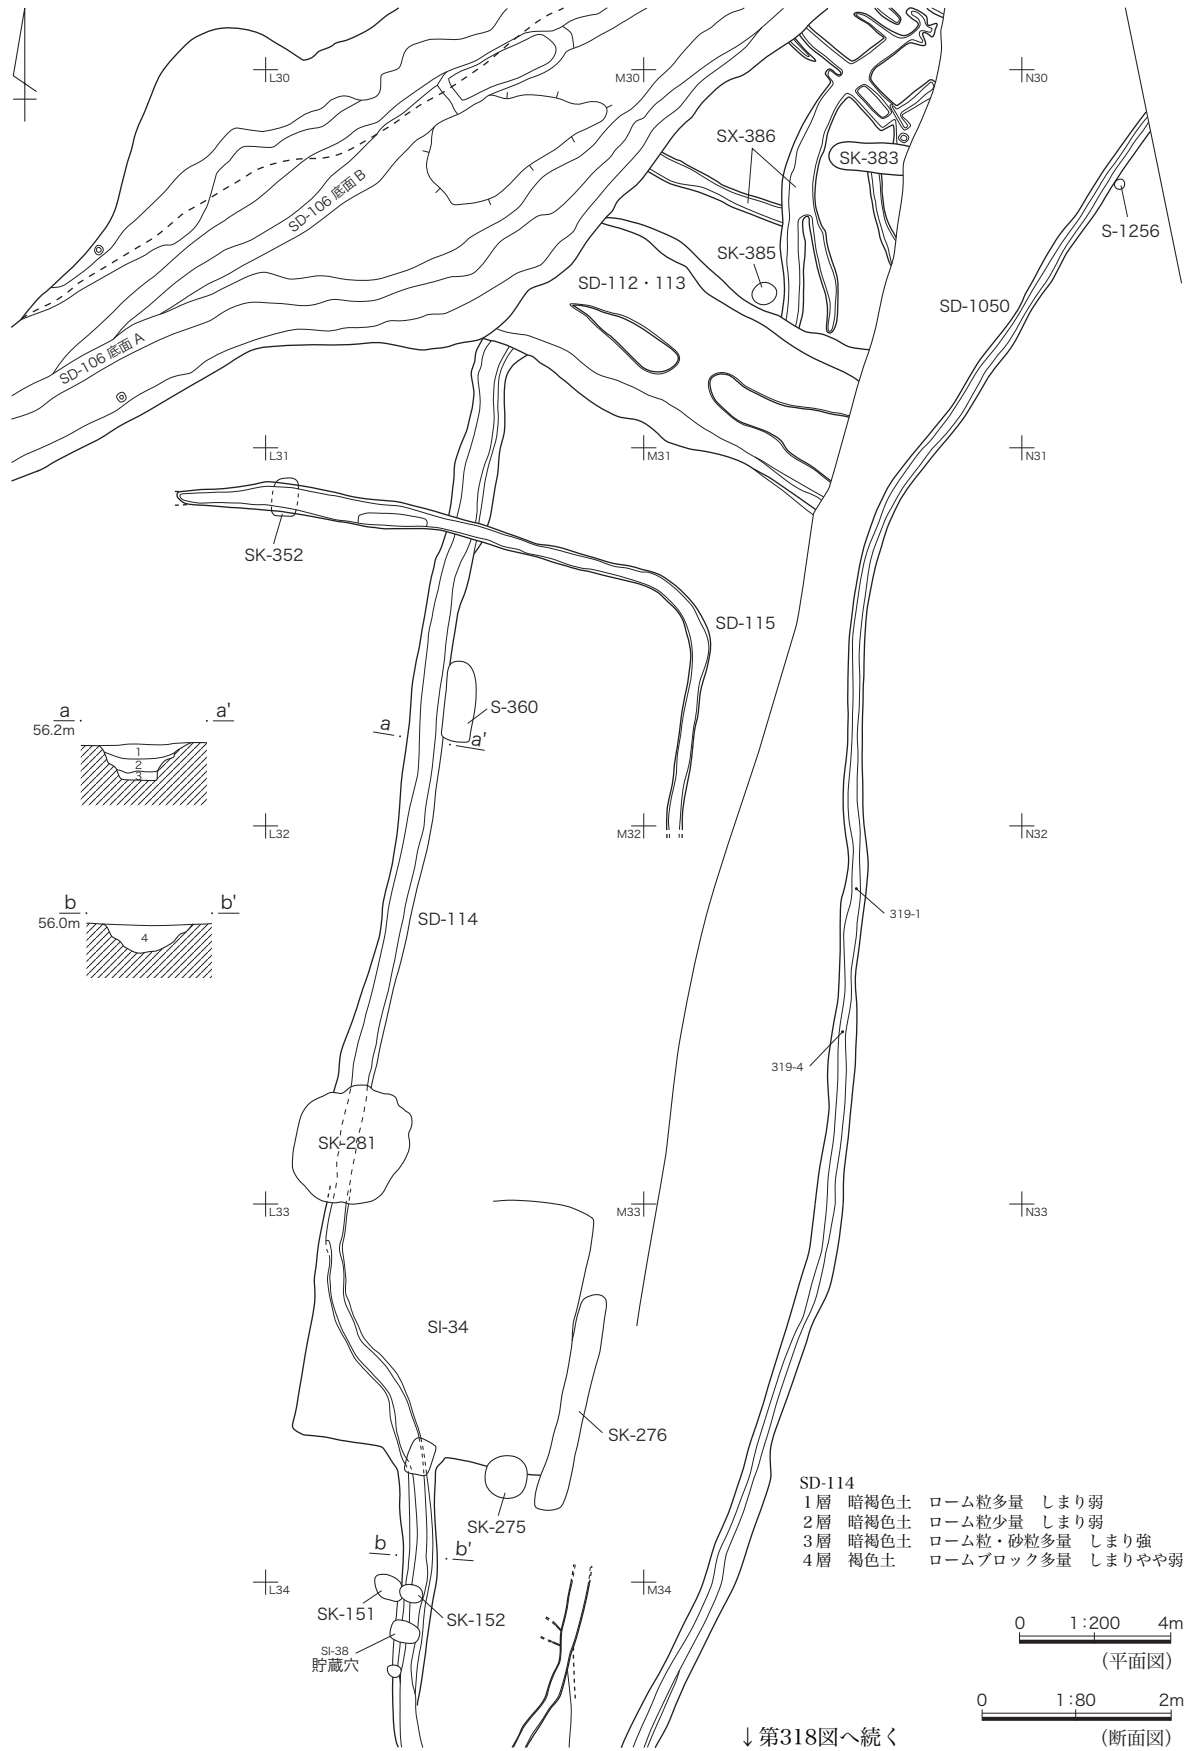 L30
M30
N30
SX-386
SK-383
SD-106 底面 B
S-1256
SK-385
SD-112・113
SD-1050
SD-106 底面 A
L31
M31
N31
SK-352
SD-115
S-360
a a'
56.2m
1
2
3
a a'
L32
M32
N32
b b'
56.0m
4
SD-114
319-1
319-4
SK-281
L33
M33
N33
SI-34
SK-276
SK-275
b b'
SD-114
1層 暗褐色土 ローム粒多量 しまり弱
2層 暗褐色土 ローム粒少量 しまり弱
3層 暗褐色土 ローム粒・砂粒多量 しまり強
4層 褐色土 ロームブロック多量 しまりやや弱
L34
M34
SK-151
SK-152
SI-38
貯蔵穴
0 1:200 4m
(平面図)
0 1:80 2m
(断面図)
↓第318図へ続く